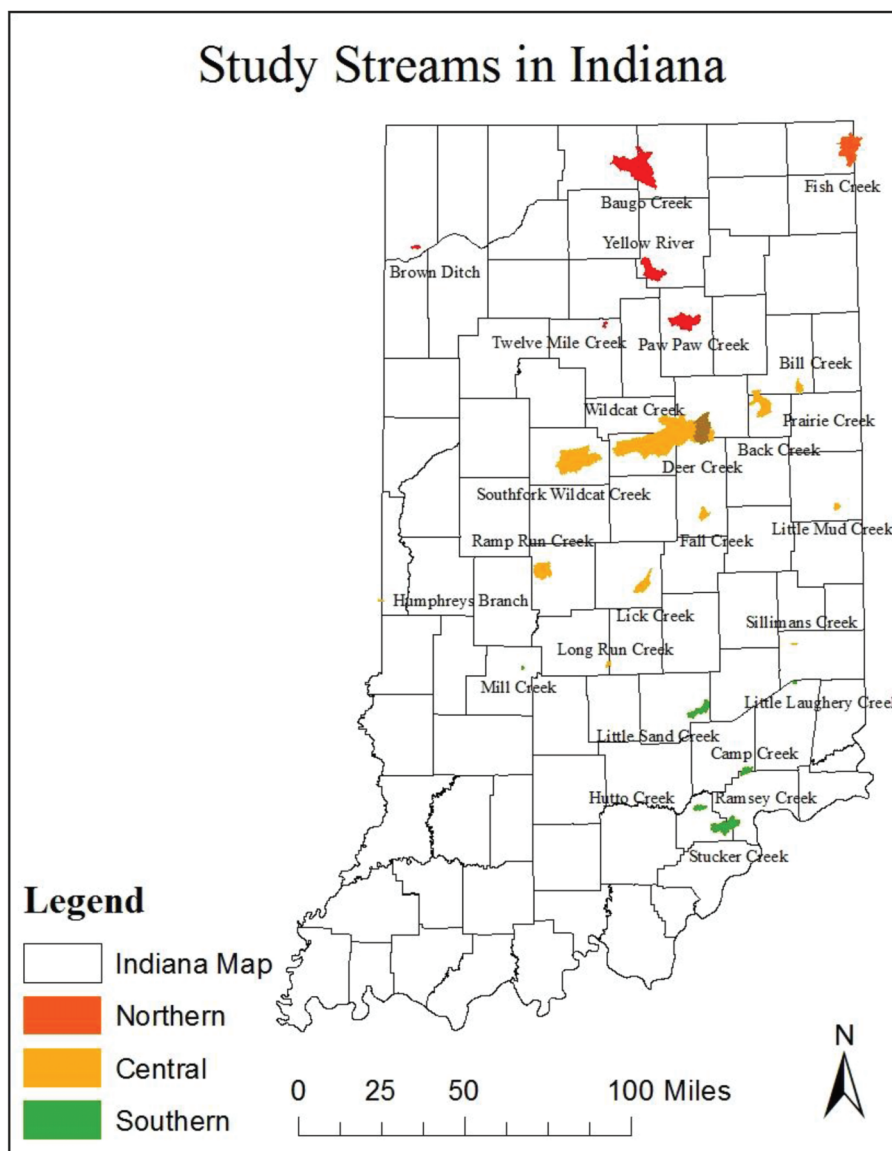 Study Streams in Indiana
Fish Creek
Baugo Creek
Yellow River
Brown Ditch
Twelve Mile Creek
Paw Paw Creek
Bill Creek
Wildcat Creek
Prairie Creek
Back Creek
Deer Creek
Southfork Wildcat Creek
Little Mud Creek
Ramp Run Creek
Fall Creek
Humphreys Branch
Lick Creek
Sillimans Creek
Long Run Creek
Mill Creek
Little Laughery Creek
Little Sand Creek
Camp Creek
Hutto Creek
Ramsey Creek
Stucker Creek
Legend
Indiana Map
Northern
Central
Southern
0 25 50 100 Miles
N